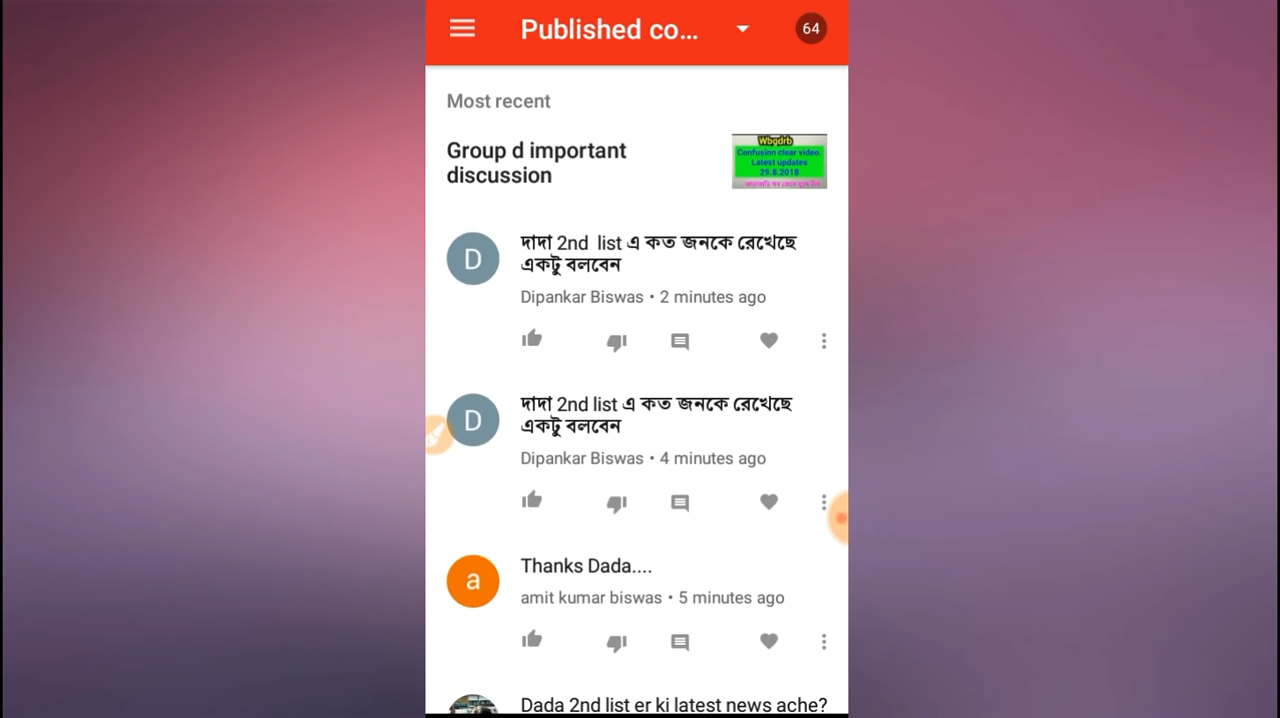 Published co...
64
Most recent
Group d important
discussion
Wbgdrb
Confusion clear video.
Latest updates
29.8.2018
D
দাদা 2nd list এ কত জনকে রেখেছে
একটু বলবেন
Dipankar Biswas • 2 minutes ago
D
দাদা 2nd list এ কত জনকে রেখেছে
একটু বলবেন
Dipankar Biswas • 4 minutes ago
a
Thanks Dada....
amit kumar biswas • 5 minutes ago
Dada 2nd list er ki latest news ache?